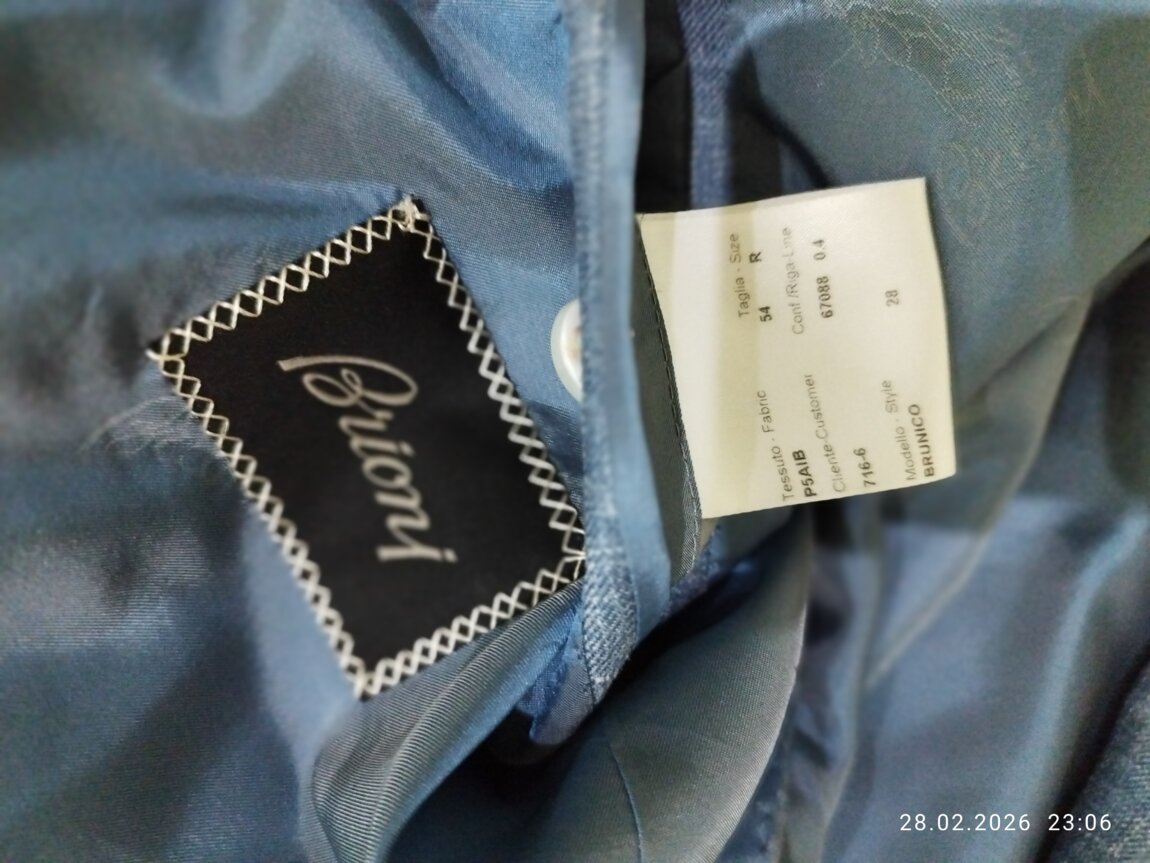 Brioni
Tessuto · Fabric Taglia · Size
P5AIB 54 R
Cliente-Customer Conf/Riga-Line
716-6 67088 0.4
Modello · Style 28
BRUNICO
28.02.2026 23:06